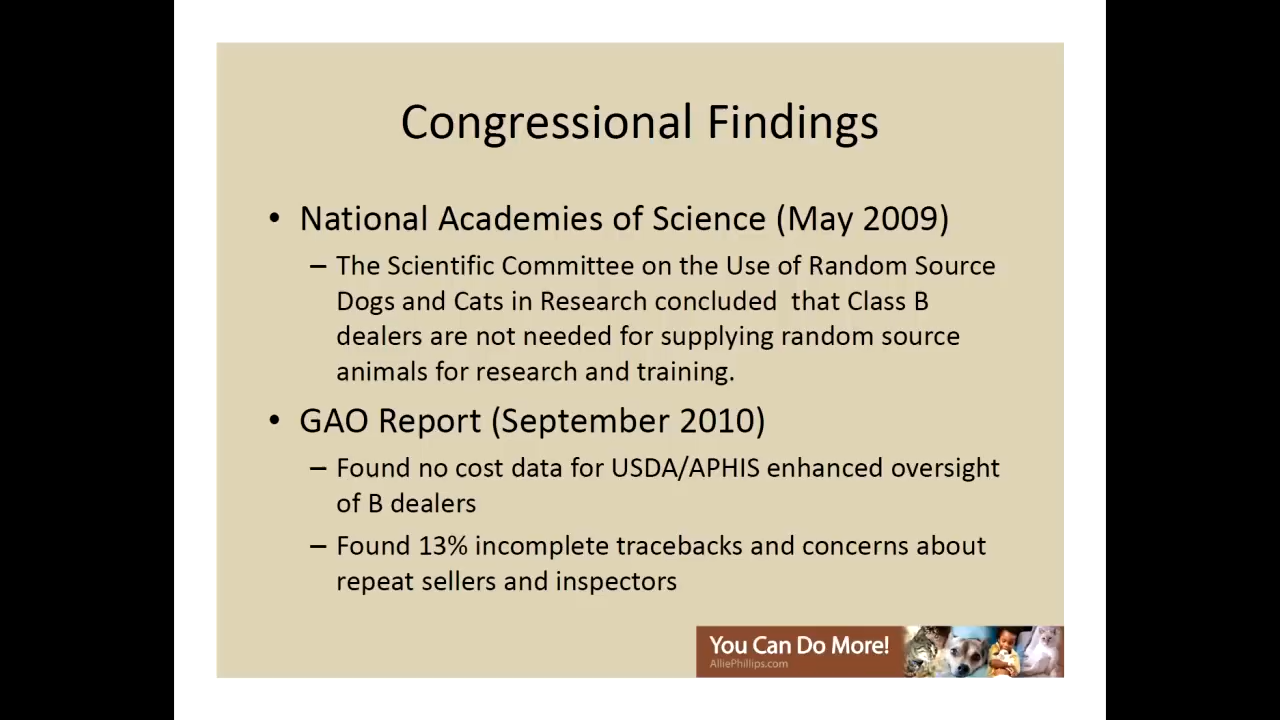 Congressional Findings
• National Academies of Science (May 2009)
– The Scientific Committee on the Use of Random Source
Dogs and Cats in Research concluded  that Class B
dealers are not needed for supplying random source
animals for research and training.
• GAO Report (September 2010)
– Found no cost data for USDA/APHIS enhanced oversight
of B dealers
– Found 13% incomplete tracebacks and concerns about
repeat sellers and inspectors
You Can Do More!
AlliePhillips.com